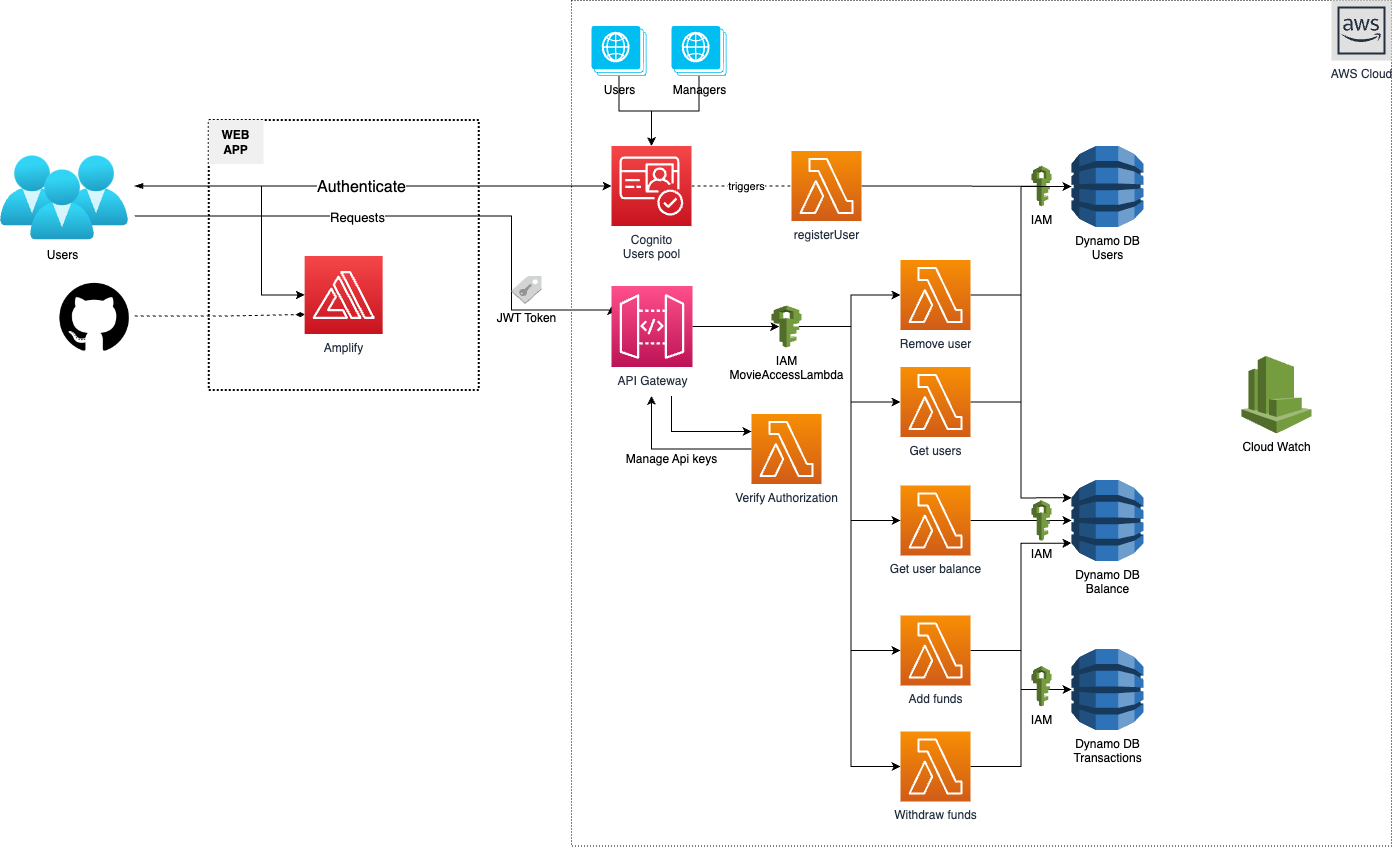 aws
AWS Cloud
Users
Managers
WEB
APP
Authenticate
Requests
triggers
Users
Cognito
Users pool
registerUser
IAM
Dynamo DB
Users
JWT Token
Amplify
</>
API Gateway
IAM
MovieAccessLambda
Remove user
Manage Api keys
Verify Authorization
Get users
Cloud Watch
Get user balance
IAM
Dynamo DB
Balance
Add funds
IAM
Dynamo DB
Transactions
Withdraw funds